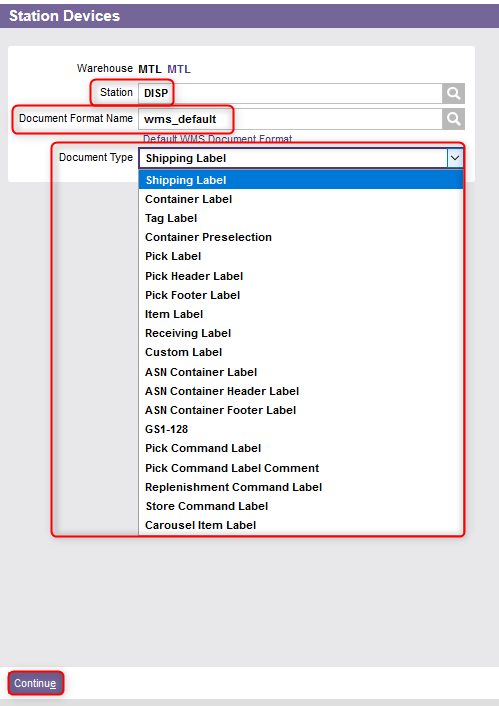 Station Devices
Warehouse MTL MTL
Station DISP
Document Format Name wms_default
Default WMS Document Format
Document Type Shipping Label
Shipping Label
Container Label
Tag Label
Container Preselection
Pick Label
Pick Header Label
Pick Footer Label
Item Label
Receiving Label
Custom Label
ASN Container Label
ASN Container Header Label
ASN Container Footer Label
GS1-128
Pick Command Label
Pick Command Label Comment
Replenishment Command Label
Store Command Label
Carousel Item Label
Continue